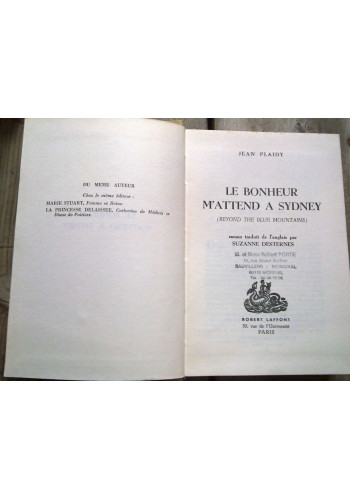 DU MEME AUTEUR
Chez le même éditeur :
MARIE STUART, Femme et Reine.
LA PRINCESSE DELAISSEE, Catherine de Médicis et
Diane de Poitiers.
JEAN PLAIDY
LE BONHEUR
M'ATTEND A SYDNEY
(BEYOND THE BLUE MOUNTAINS)
roman traduit de l'anglais par
SUZANNE DESTERNES
ROBERT LAFFONT
30, rue de l'Université
PARIS